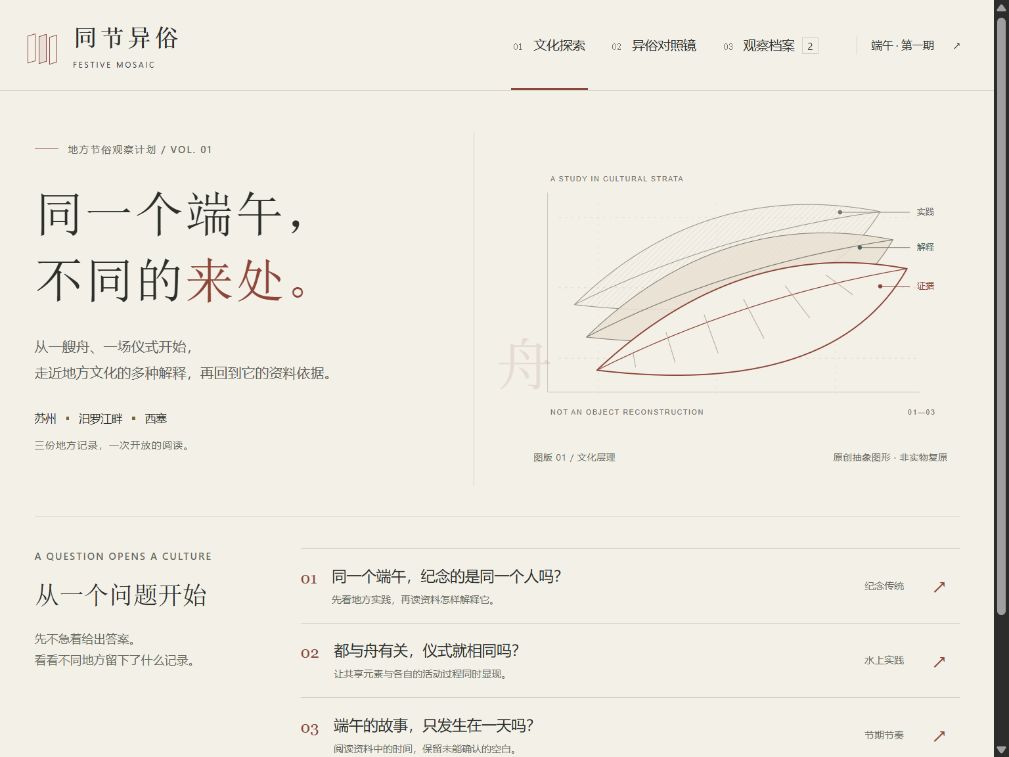 同节异俗
FESTIVE MOSAIC
01 文化探索
02 异俗对照镜
03 观察档案 2
端午 · 第一期 ↗
地方节俗观察计划 / VOL. 01
同一个端午，
不同的来处。
从一艘舟、一场仪式开始，
走近地方文化的多种解释，再回到它的资料依据。
苏州 · 汨罗江畔 · 西塞
三份地方记录，一次开放的阅读。
A STUDY IN CULTURAL STRATA
实践
解释
证据
舟
NOT AN OBJECT RECONSTRUCTION
01—03
图版 01 / 文化层理
原创抽象图形 · 非实物复原
A QUESTION OPENS A CULTURE
从一个问题开始
先不急着给出答案。
看看不同地方留下了什么记录。
01 同一个端午，纪念的是同一个人吗？
先看地方实践，再读资料怎样解释它。
纪念传统 ↗
02 都与舟有关，仪式就相同吗？
让共享元素与各自的活动过程同时显现。
水上实践 ↗
03 端午的故事，只发生在一天吗？
阅读资料中的时间，保留未能确认的空白。
节期节奏 ↗